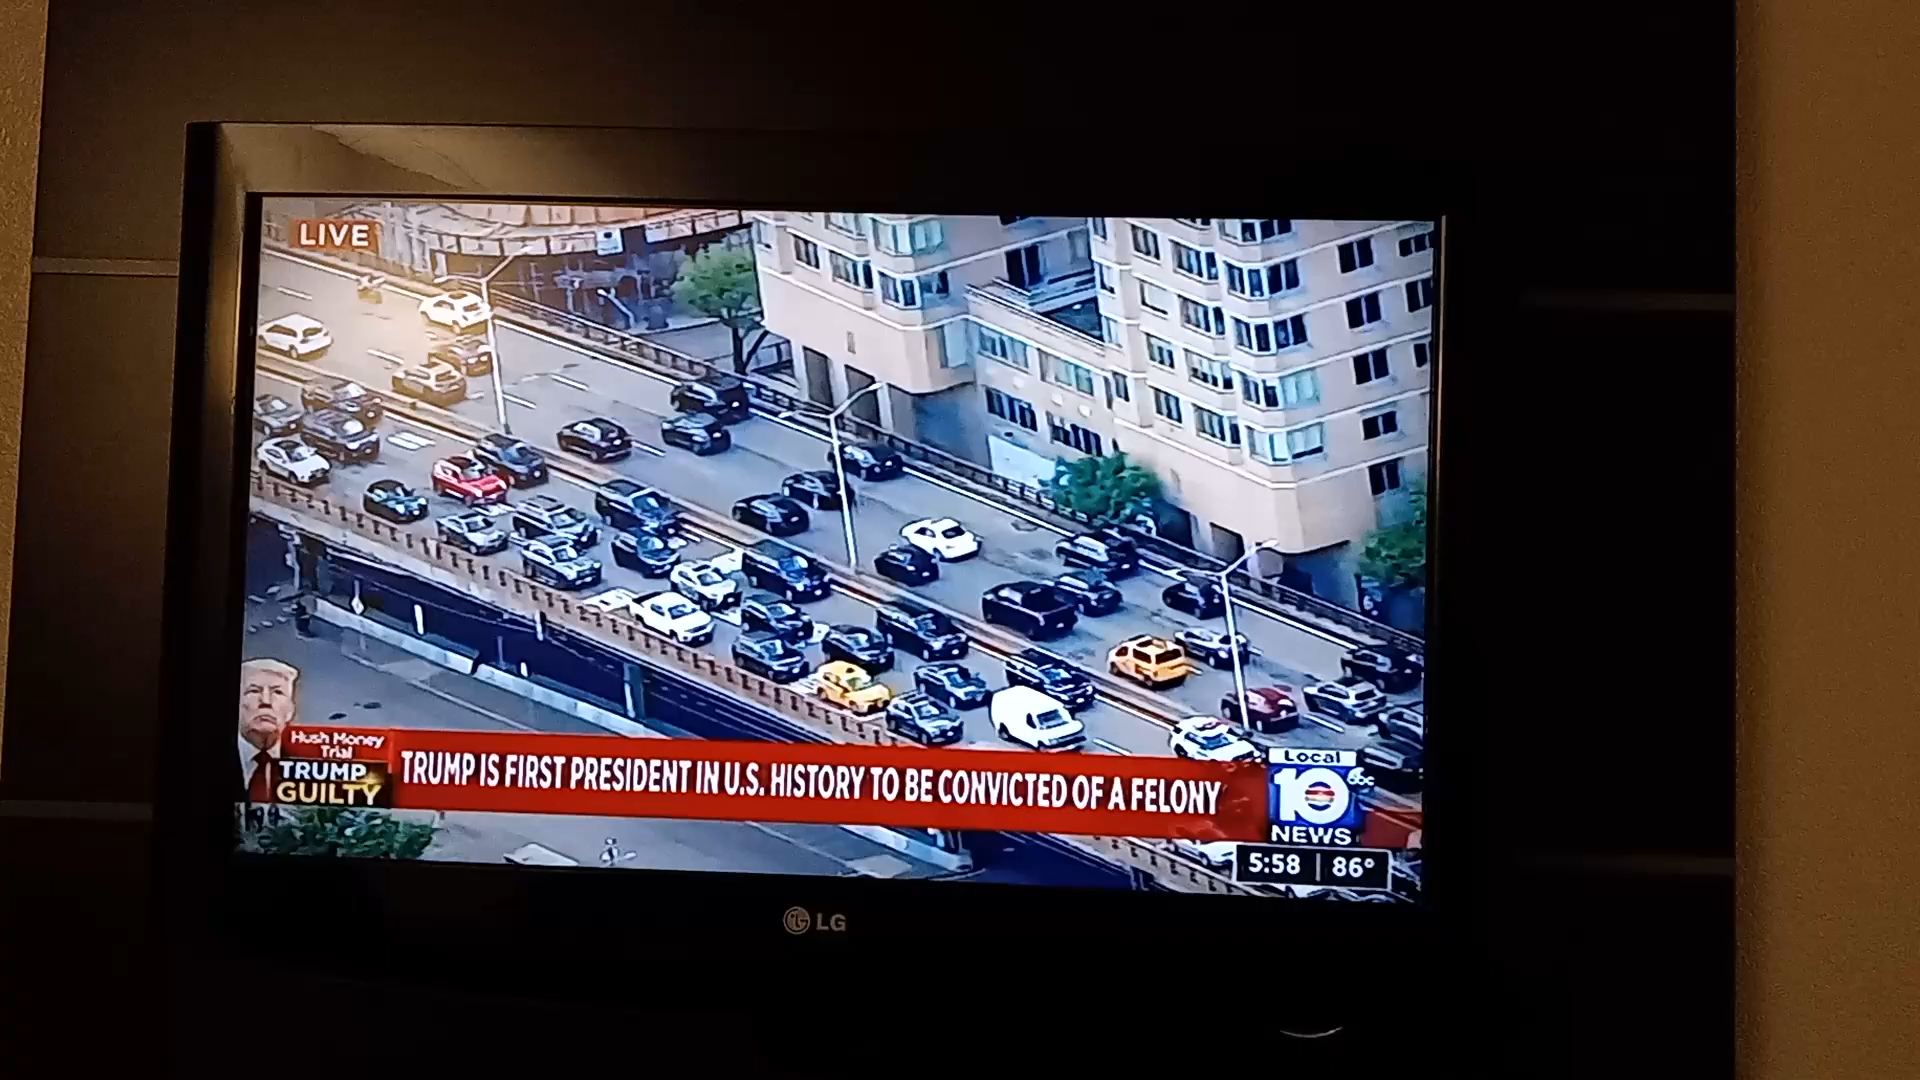 LIVE
Hush Money
Trial
TRUMP
GUILTY
TRUMP IS FIRST PRESIDENT IN U.S. HISTORY TO BE CONVICTED OF A FELONY
Local
10
abc
NEWS
5:58 | 86°
LG